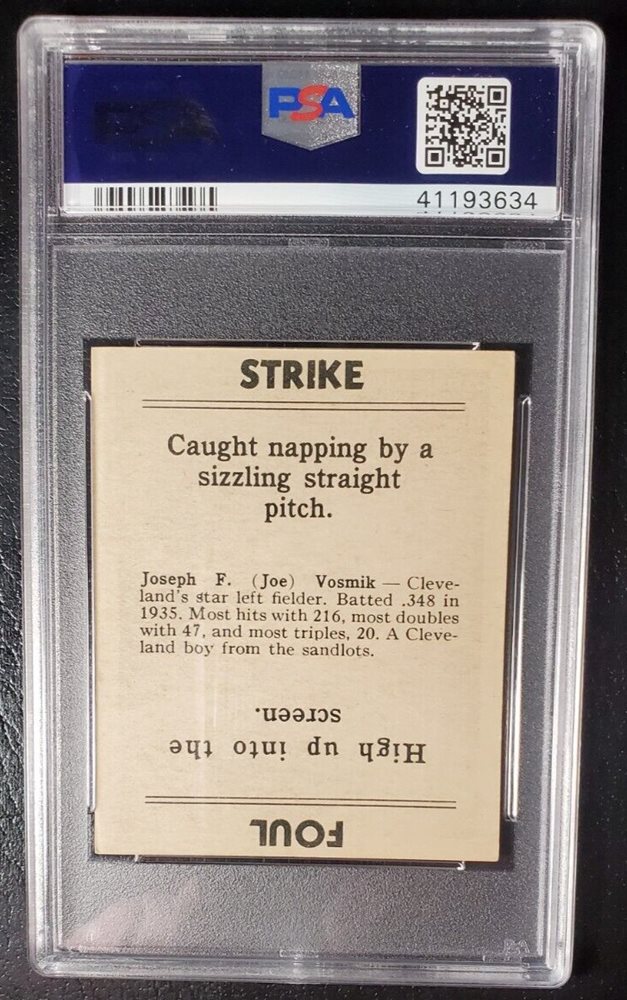 PSA
41193634
STRIKE
Caught napping by a
sizzling straight
pitch.
Joseph F. (Joe) Vosmik — Cleve-
land's star left fielder. Batted .348 in
1935. Most hits with 216, most doubles
with 47, and most triples, 20. A Cleve-
land boy from the sandlots.
High up into the
screen.
FOUL